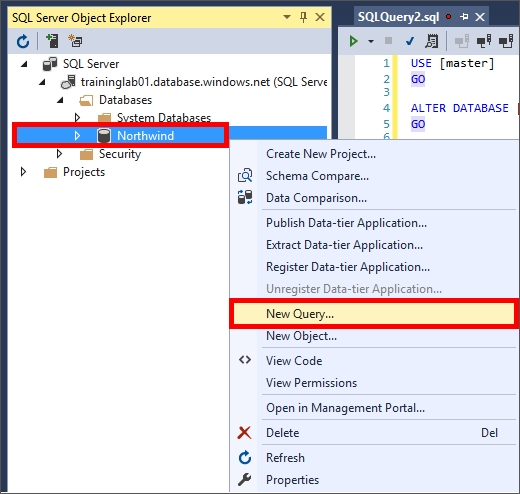 SQL Server Object Explorer
SQL Server
traininglab01.database.windows.net (SQL Serve
Databases
System Databases
Northwind
Security
Projects
SQLQuery2.sql
1 USE [master]
2 GO
3
4 ALTER DATABASE [
5 GO
6
Create New Project...
Schema Compare...
Data Comparison...
Publish Data-tier Application...
Extract Data-tier Application...
Register Data-tier Application...
Unregister Data-tier Application...
New Query...
New Object...
View Code
View Permissions
Open in Management Portal...
Delete Del
Refresh
Properties